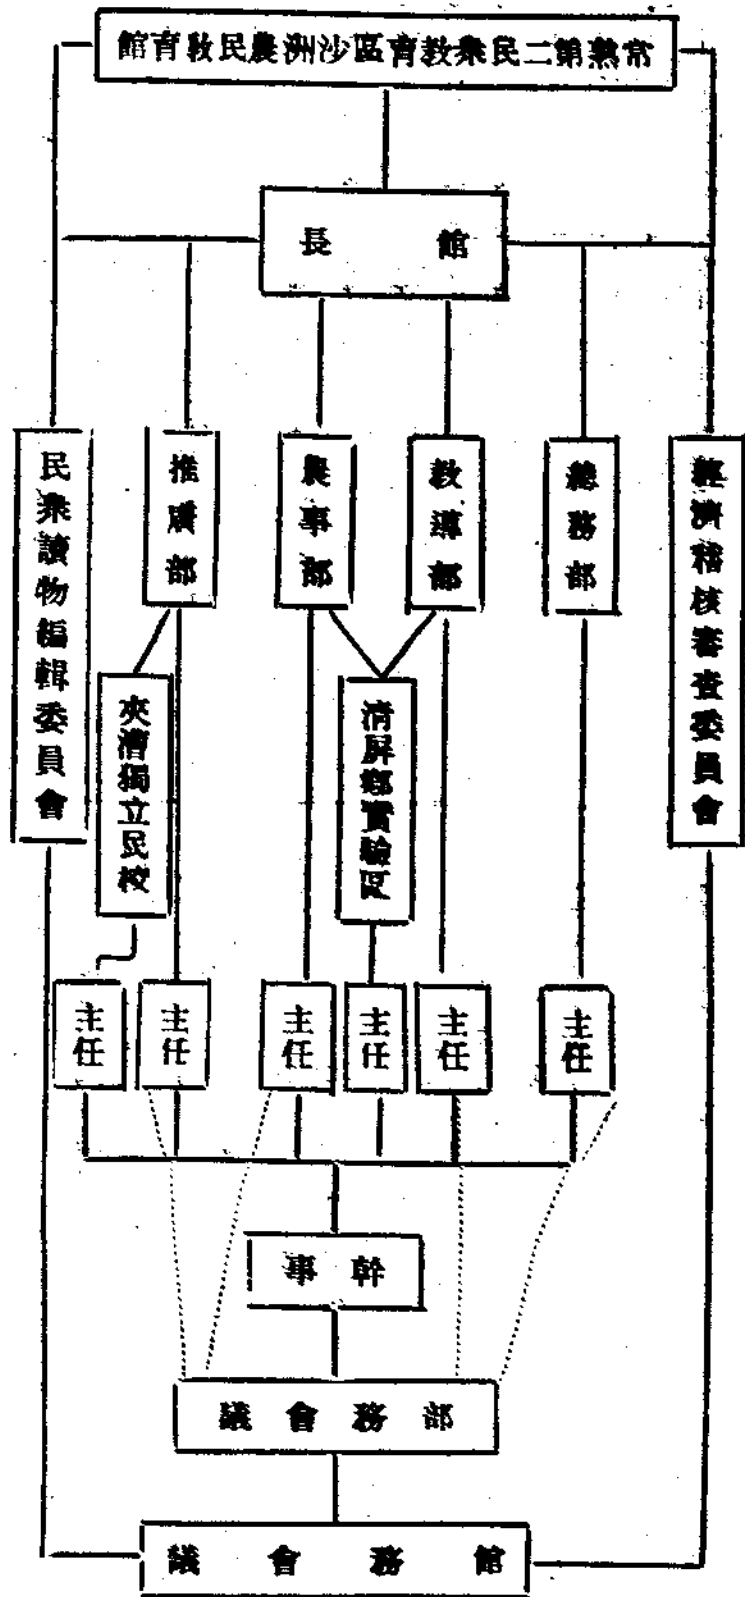 常熟第二民衆教育區沙洲農民教育館
館長
經濟稽核審查委員會
總務部
教導部
農事部
推廣部
民衆讀物編輯委員會
清屏鄉實驗區
夾漕獨立民校
主任
主任
主任
主任
主任
主任
幹事
部務會議
館務會議